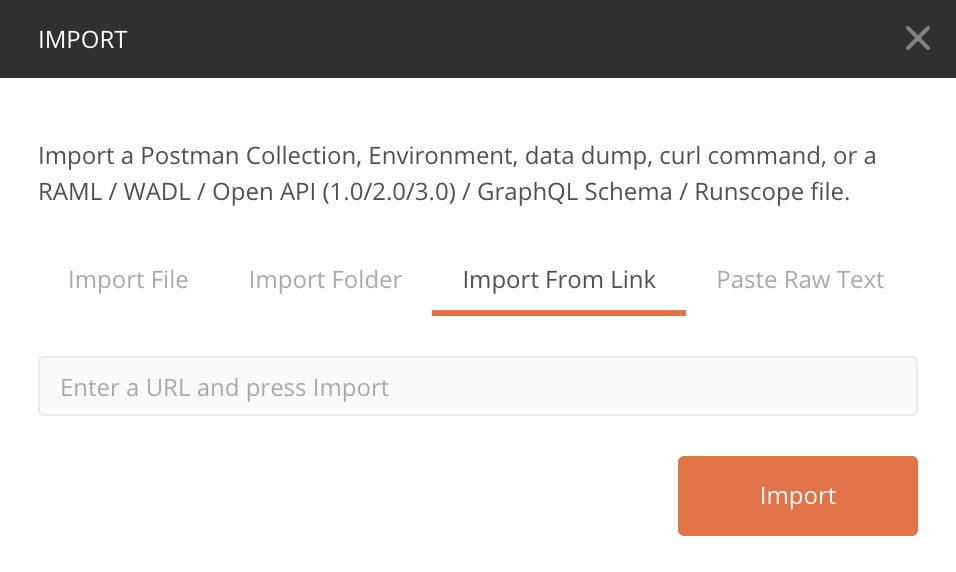 IMPORT
Import a Postman Collection, Environment, data dump, curl command, or a
RAML / WADL / Open API (1.0/2.0/3.0) / GraphQL Schema / Runscope file.
Import File Import Folder Import From Link Paste Raw Text
Enter a URL and press Import
Import